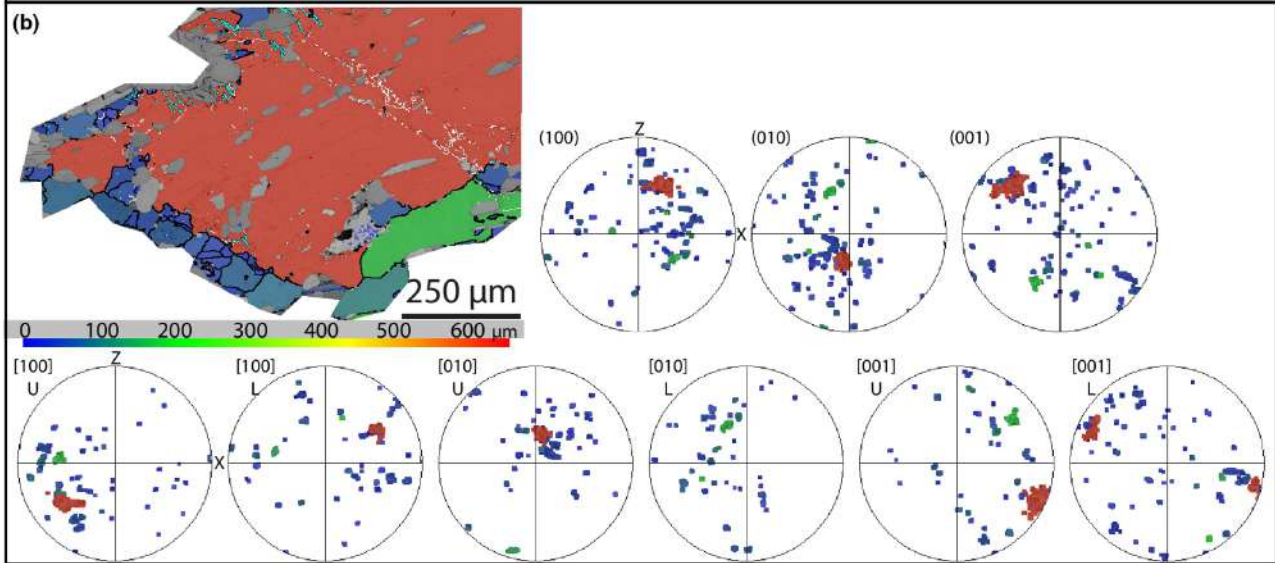 (b)
250 µm
0 100 200 300 400 500 600 µm
(100) Z X
(010)
(001)
[100] U Z X
[100] L
[010] U
[010] L
[001] U
[001] L